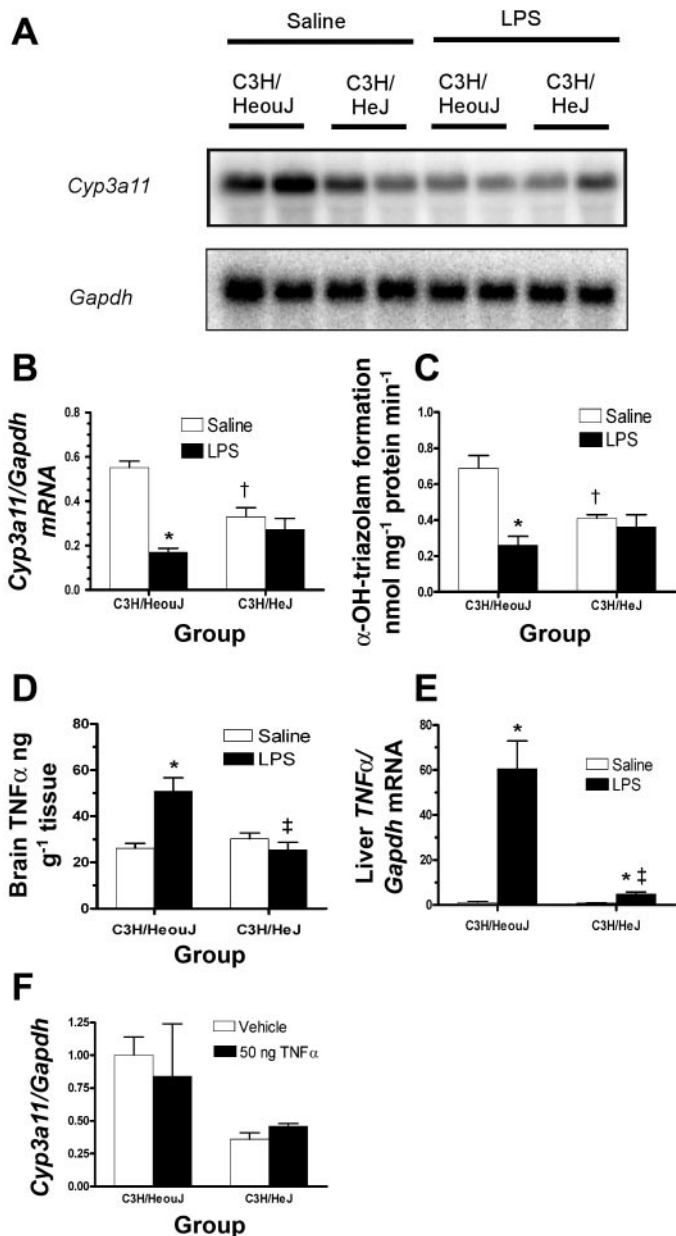 A
Saline
LPS
C3H/
HeouJ
C3H/
HeJ
C3H/
HeouJ
C3H/
HeJ
Cyp3a11
Gapdh
B
Cyp3a11/Gapdh
mRNA
0.8
0.6
0.4
0.2
0.0
Saline
LPS
*
†
C3H/HeouJ
C3H/HeJ
Group
C
α-OH-triazolam formation
nmol mg⁻¹ protein min⁻¹
1.0
0.8
0.6
0.4
0.2
0.0
Saline
LPS
*
†
C3H/HeouJ
C3H/HeJ
Group
D
Brain TNFα ng
g⁻¹ tissue
80
60
40
20
0
Saline
LPS
*
‡
C3H/HeouJ
C3H/HeJ
Group
E
Liver TNFα/
Gapdh mRNA
80
60
40
20
0
Saline
LPS
*
* ‡
C3H/HeouJ
C3H/HeJ
Group
F
Cyp3a11/Gapdh
1.25
1.00
0.75
0.50
0.25
0.00
Vehicle
50 ng TNFα
C3H/HeouJ
C3H/HeJ
Group